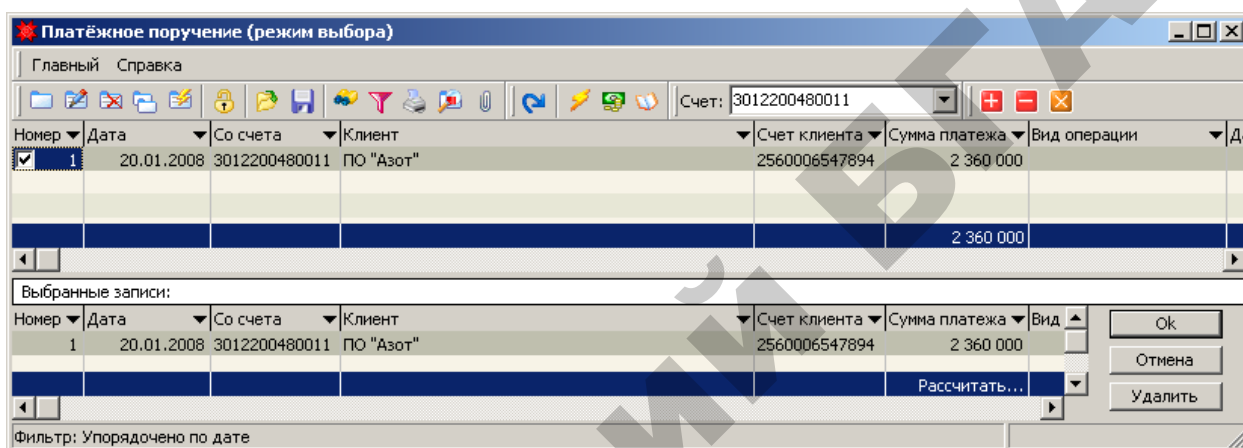 Платёжное поручение (режим выбора)
Главный Справка
Счет: 3012200480011
Номер Дата Со счета Клиент Счет клиента Сумма платежа Вид операции Д
1 20.01.2008 3012200480011 ПО "Азот" 2560006547894 2 360 000
2 360 000
Выбранные записи:
Номер Дата Со счета Клиент Счет клиента Сумма платежа Вид
Ok
1 20.01.2008 3012200480011 ПО "Азот" 2560006547894 2 360 000
Отмена
Рассчитать...
Удалить
Фильтр: Упорядочено по дате
ИЙ БГА